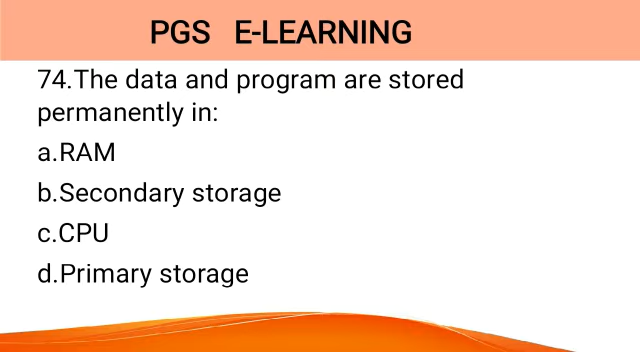 PGS E-LEARNING
74.The data and program are stored
permanently in:
a.RAM
b.Secondary storage
c.CPU
d.Primary storage